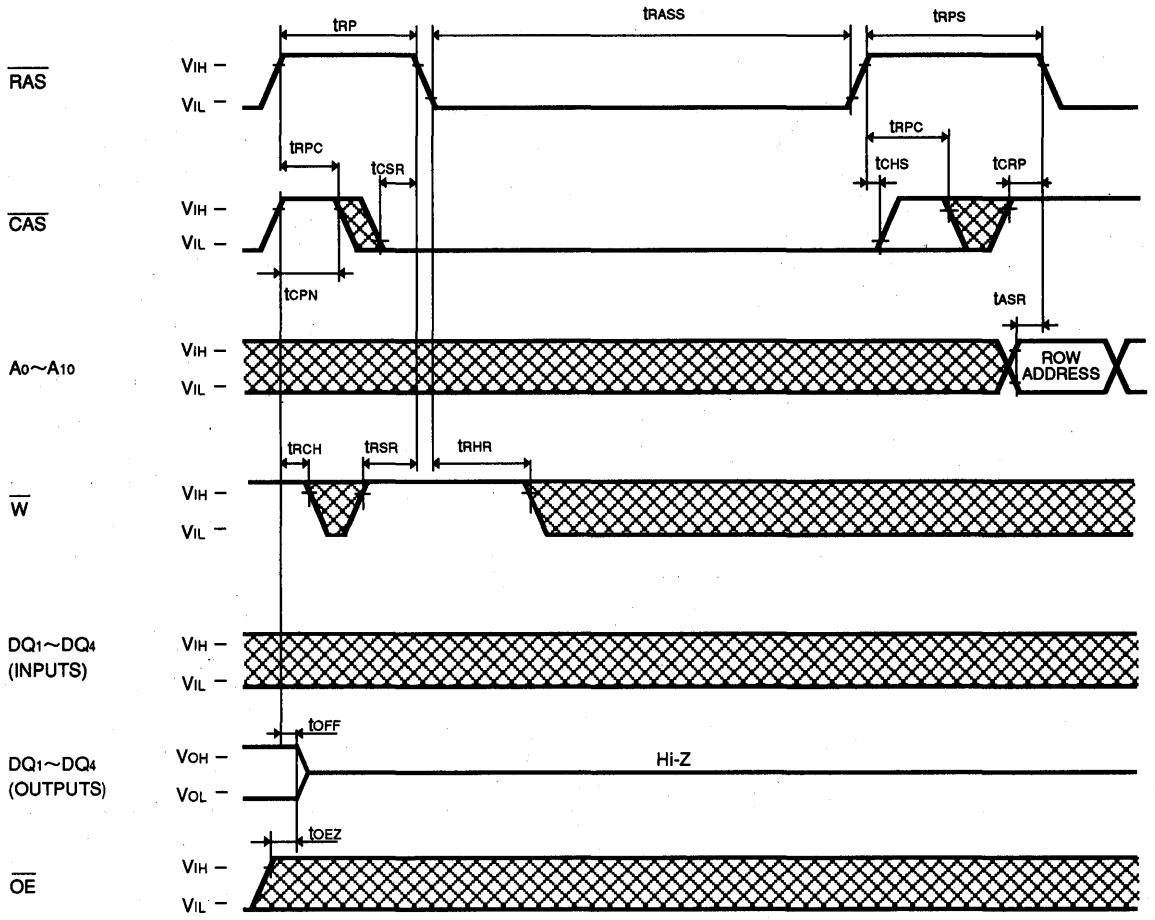 tRP tRASS tRPS
RAS VIH
VIL
tRPC tCSR tRPC tCHS tCRP
CAS VIH
VIL
tCPN tASR
A0~A10 VIH
VIL
ROW
ADDRESS
tRCH tRSR tRHR
W VIH
VIL
DQ1~DQ4
(INPUTS)
VIH
VIL
tOFF
DQ1~DQ4
(OUTPUTS)
VOH
VOL
Hi-Z
tOEZ
OE VIH
VIL